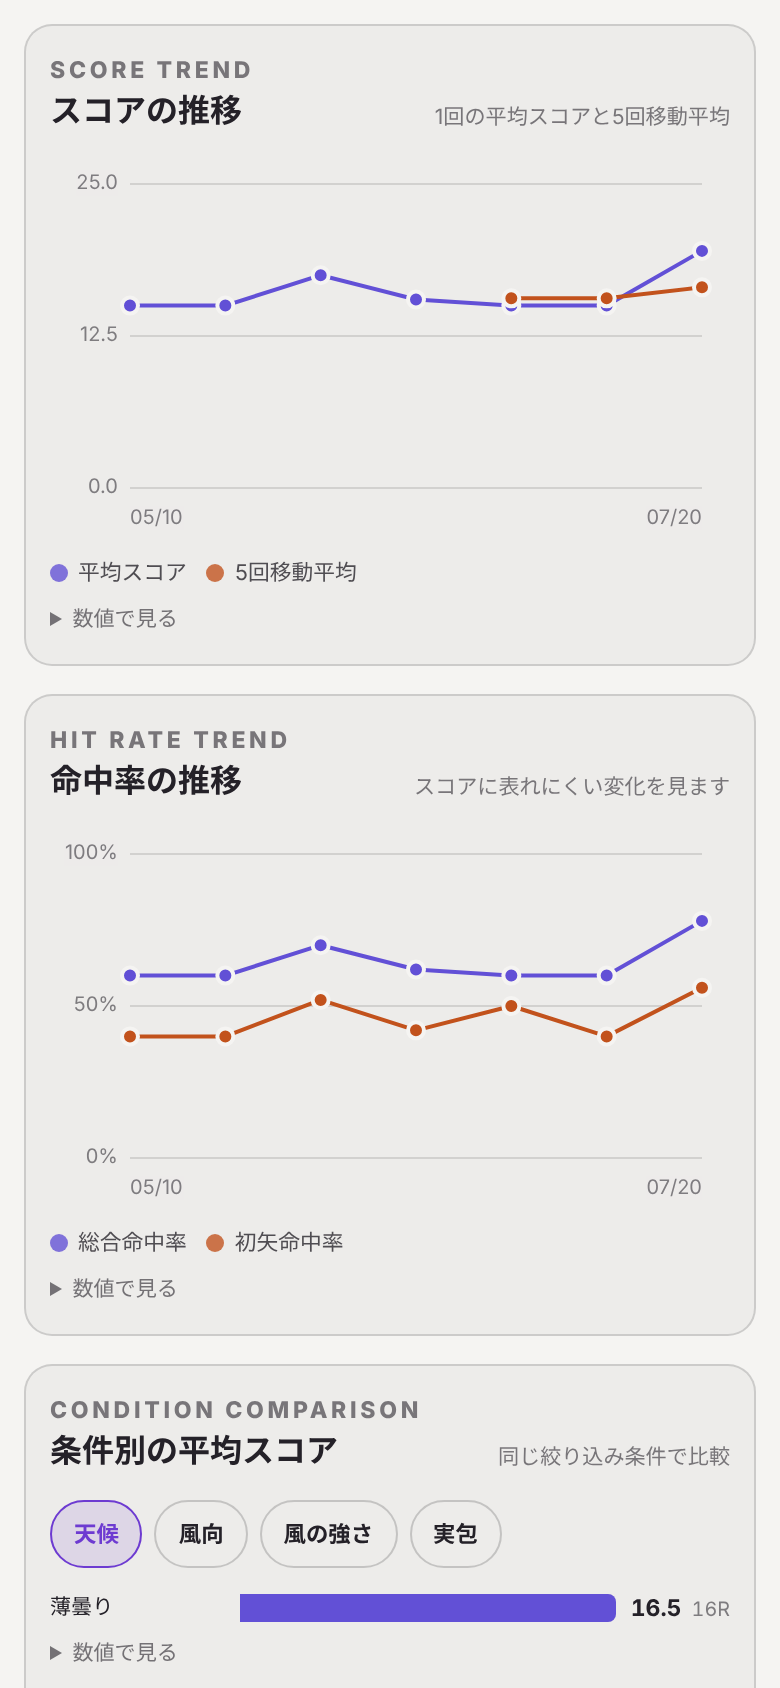 SCORE TREND
スコアの推移
1回の平均スコアと5回移動平均
25.0
12.5
0.0
05/10
07/20
平均スコア
5回移動平均
▶ 数値で見る
HIT RATE TREND
命中率の推移
スコアに表れにくい変化を見ます
100%
50%
0%
05/10
07/20
総合命中率
初矢命中率
▶ 数値で見る
CONDITION COMPARISON
条件別の平均スコア
同じ絞り込み条件で比較
天候
風向
風の強さ
実包
薄曇り
16.5 16R
▶ 数値で見る